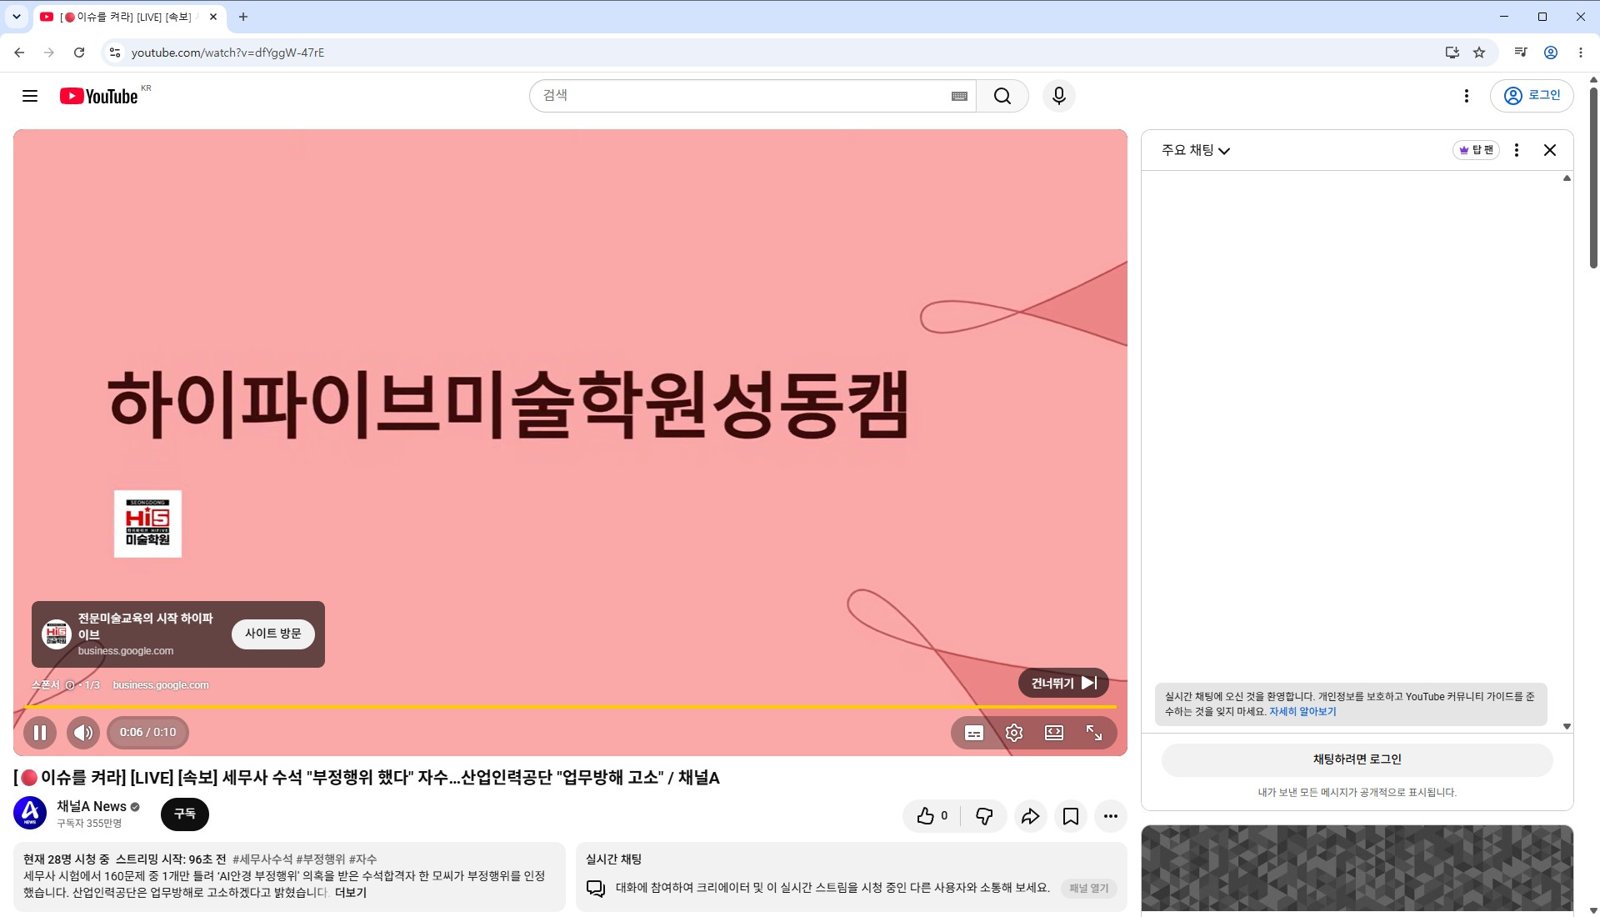 [🔴이슈를 켜라] [LIVE] [속보]
youtube.com/watch?v=dfYggW-47rE
YouTube KR
검색
로그인
하이파이브미술학원성동캠
SEONGDONG
Hi5
미술학원
전문미술교육의 시작 하이파
이브
business.google.com
사이트 방문
스폰서 · 1/3 business.google.com
건너뛰기
0:06 / 0:10
주요 채팅
탑 팬
실시간 채팅에 오신 것을 환영합니다. 개인정보를 보호하고 YouTube 커뮤니티 가이드를 준
수하는 것을 잊지 마세요. 자세히 알아보기
채팅하려면 로그인
내가 보낸 모든 메시지가 공개적으로 표시됩니다.
[🔴이슈를 켜라] [LIVE] [속보] 세무사 수석 "부정행위 했다" 자수...산업인력공단 "업무방해 고소" / 채널A
채널A News
구독자 355만명
구독
0
현재 28명 시청 중 스트리밍 시작: 96초 전 #세무사수석 #부정행위 #자수
세무사 시험에서 160문제 중 1개만 틀려 'AI안경 부정행위' 의혹을 받은 수석합격자 한 모씨가 부정행위를 인정
했습니다. 산업인력공단은 업무방해로 고소하겠다고 밝혔습니다. 더보기
실시간 채팅
대화에 참여하여 크리에이터 및 이 실시간 스트림을 시청 중인 다른 사용자와 소통해 보세요.
패널 열기